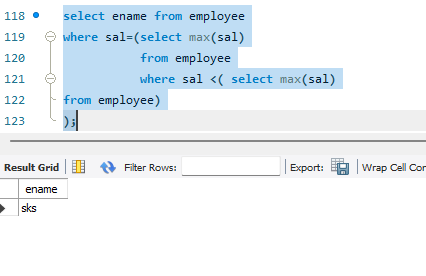 118 select ename from employee
119 where sal=(select max(sal)
120 from employee
121 where sal <( select max(sal)
122 from employee)
123 );
Result Grid Filter Rows: Export: Wrap Cell Con
ename
sks